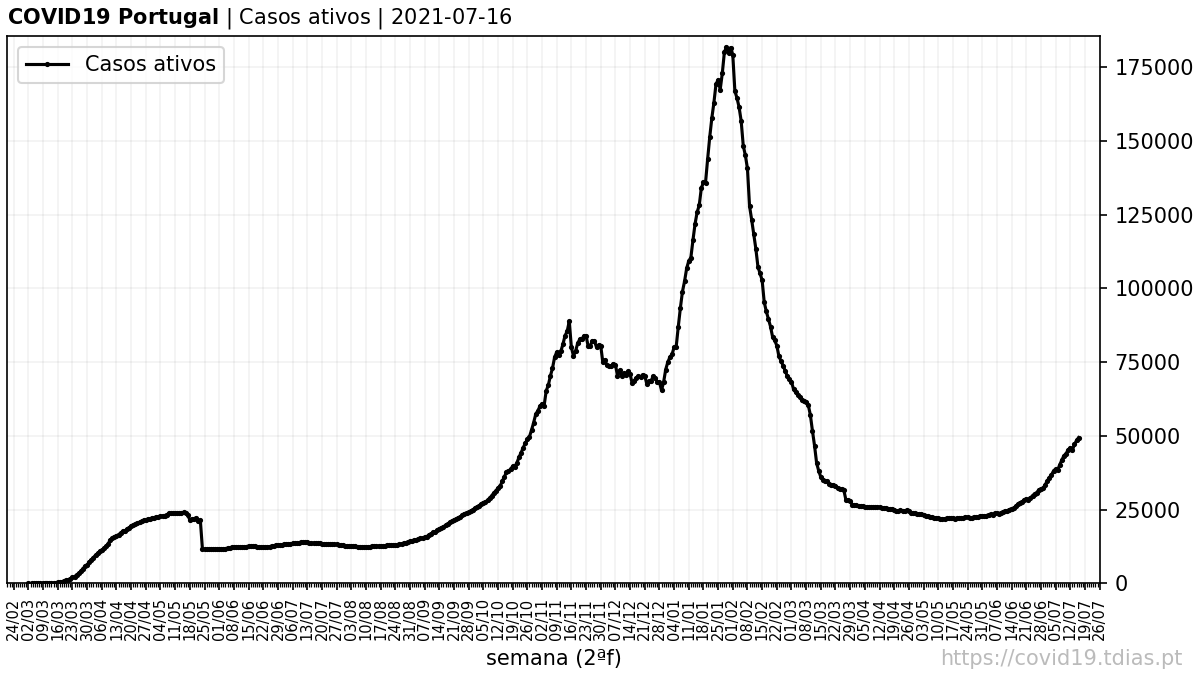 COVID19 Portugal | Casos ativos | 2021-07-16
Casos ativos
175000
150000
125000
100000
75000
50000
25000
0
24/02 02/03 09/03 16/03 23/03 30/03 06/04 13/04 20/04 27/04 04/05 11/05 18/05 25/05 01/06 08/06 15/06 22/06 29/06 06/07 13/07 20/07 27/07 03/08 10/08 17/08 24/08 31/08 07/09 14/09 21/09 28/09 05/10 12/10 19/10 26/10 02/11 09/11 16/11 23/11 30/11 07/12 14/12 21/12 28/12 04/01 11/01 18/01 25/01 01/02 08/02 15/02 22/02 01/03 08/03 15/03 22/03 29/03 05/04 12/04 19/04 26/04 03/05 10/05 17/05 24/05 31/05 07/06 14/06 21/06 28/06 05/07 12/07 19/07 26/07
semana (2ªf)
https://covid19.tdias.pt